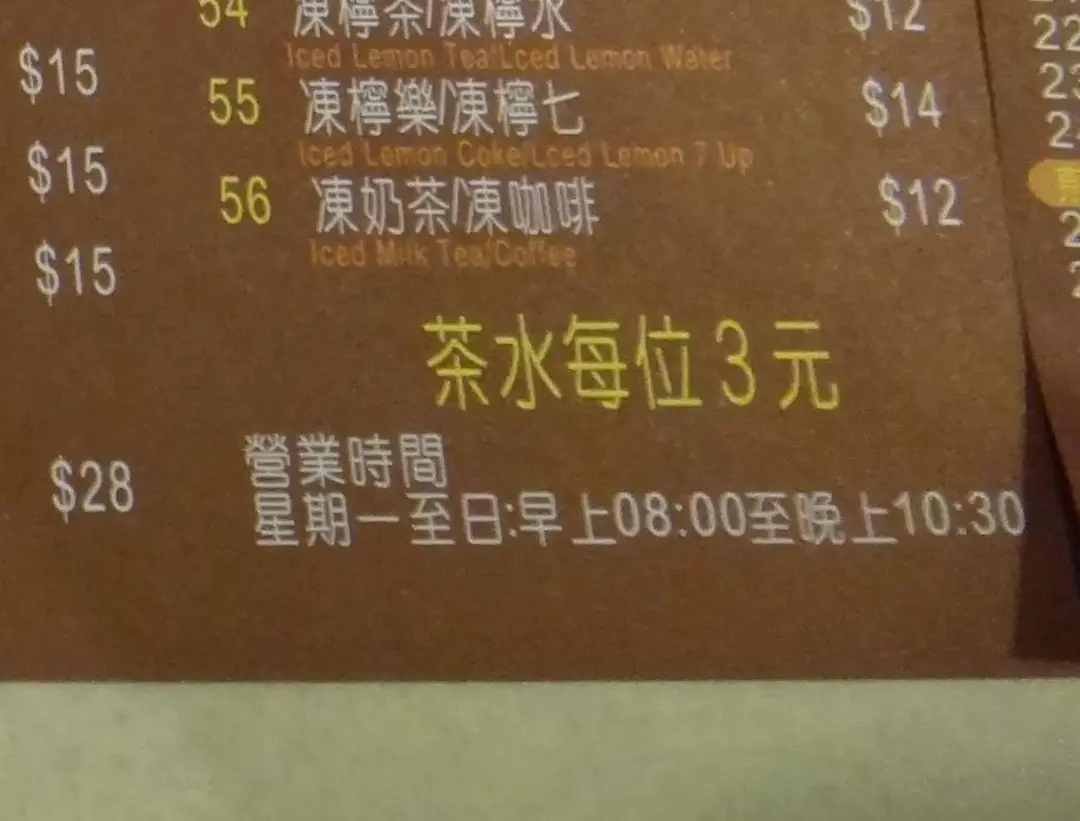 54 凍檸茶/凍檸水 $12
Iced Lemon Tea/Lced Lemon Water
$15
55 凍檸樂/凍檸七 $14
Iced Lemon Coke/Lced Lemon 7 Up
$15
56 凍奶茶/凍咖啡 $12
Iced Milk Tea/Coffee
$15
茶水每位3元
$28
營業時間
星期一至日:早上08:00至晚上10:30